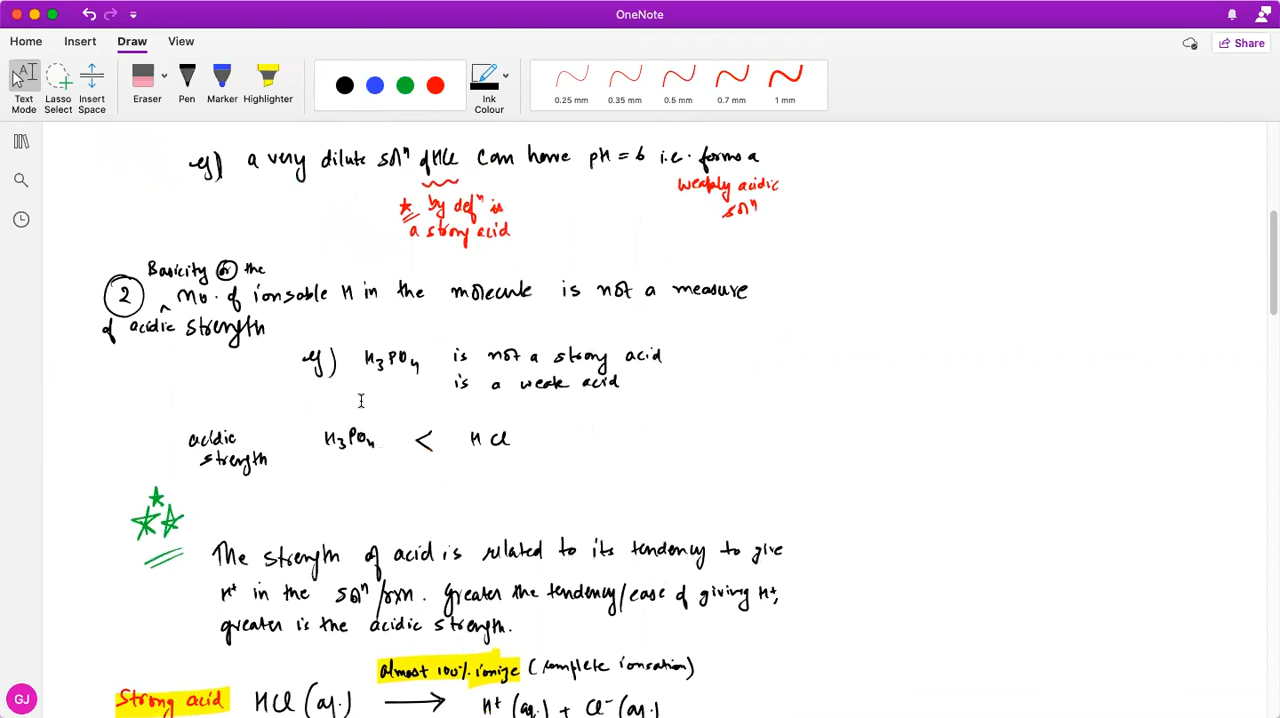 OneNote
Home Insert Draw View
Share
Text Mode
Lasso Select
Insert Space
Eraser
Pen
Marker
Highlighter
Ink Colour
0.25 mm 0.35 mm 0.5 mm 0.7 mm 1 mm
eg) a very dilute solⁿ of HCl can have pH = 6 i.e. forms a
weakly acidic
solⁿ
★ by defⁿ is
a strong acid
Basicity or the
2 ^ no. of ionsable H in the molecule is not a measure
of acidic strength
eg) H₃PO₄ is not a strong acid
is a weak acid
acidic strength H₃PO₄ < HCl
The strength of acid is related to its tendency to give
H⁺ in the solⁿ/rxn. Greater the tendency/ease of giving H⁺,
greater is the acidic strength.
almost 100% ionize (complete ionsation)
Strong acid HCl (aq.) ⟶ H⁺ (aq.) + Cl⁻ (aq.)
GJ